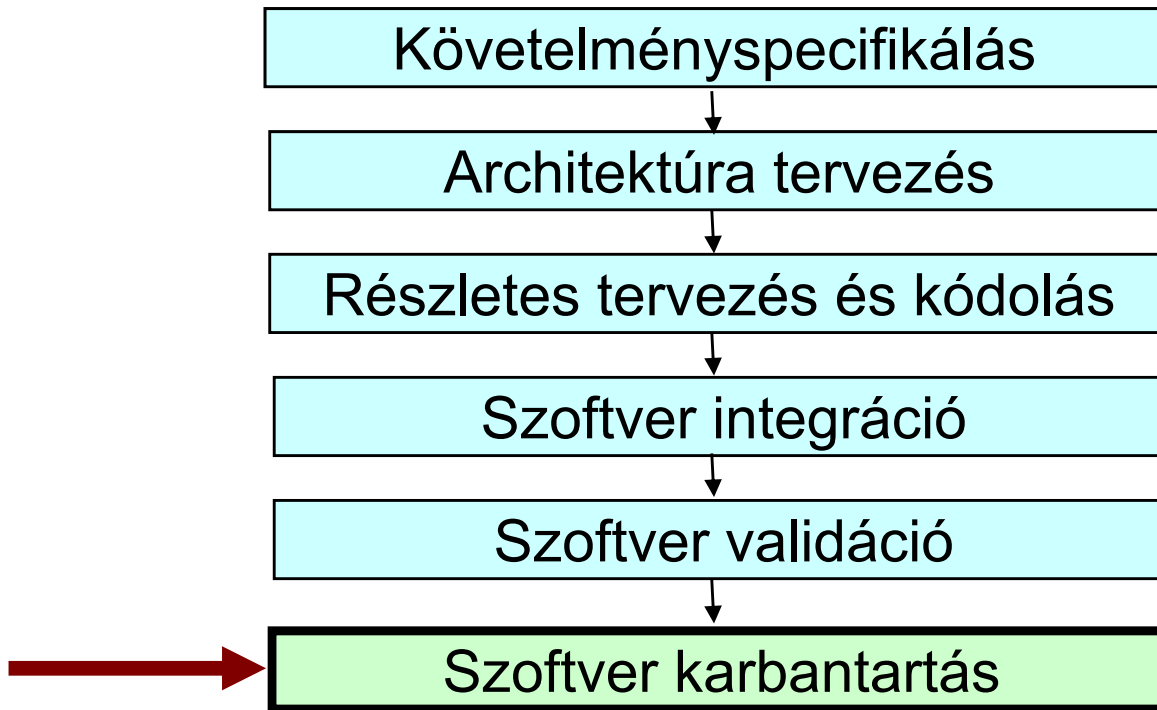 Követelményspecifikálás
Architektúra tervezés
Részletes tervezés és kódolás
Szoftver integráció
Szoftver validáció
Szoftver karbantartás